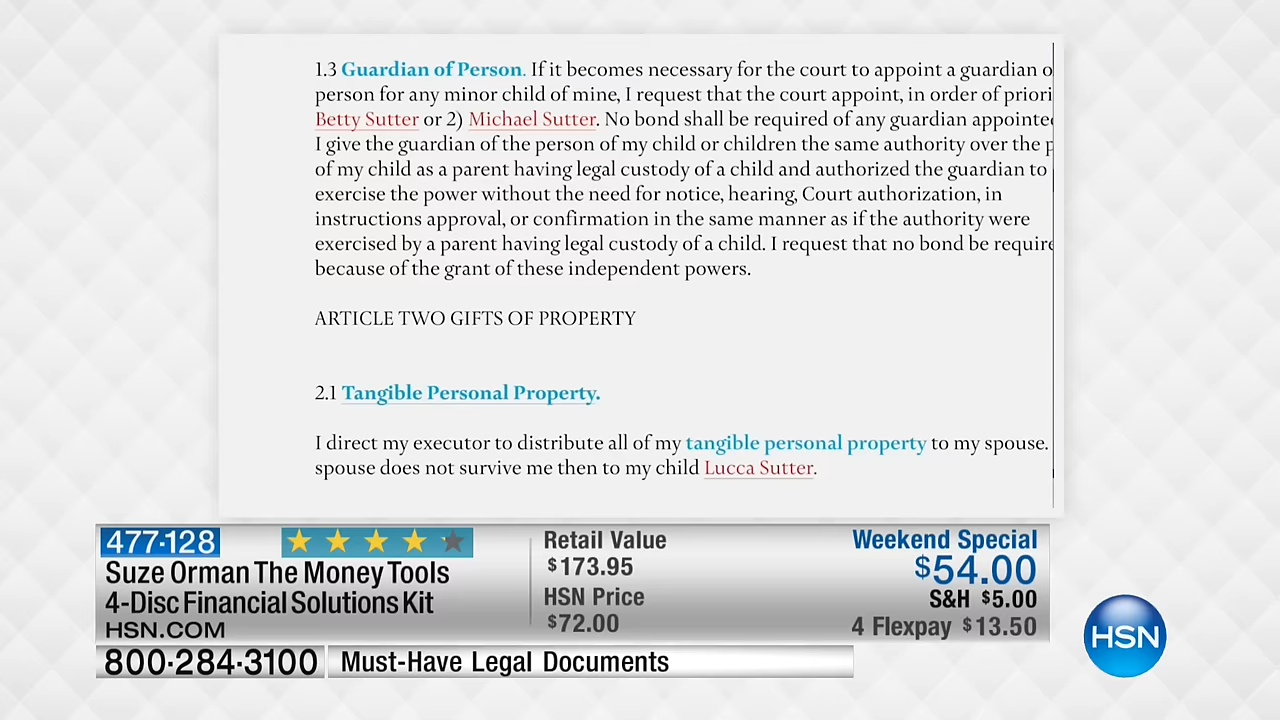 1.3 Guardian of Person. If it becomes necessary for the court to appoint a guardian o
person for any minor child of mine, I request that the court appoint, in order of priori
Betty Sutter or 2) Michael Sutter. No bond shall be required of any guardian appointe
I give the guardian of the person of my child or children the same authority over the p
of my child as a parent having legal custody of a child and authorized the guardian to
exercise the power without the need for notice, hearing, Court authorization, in
instructions approval, or confirmation in the same manner as if the authority were
exercised by a parent having legal custody of a child. I request that no bond be require
because of the grant of these independent powers.
ARTICLE TWO GIFTS OF PROPERTY
2.1 Tangible Personal Property.
I direct my executor to distribute all of my tangible personal property to my spouse.
spouse does not survive me then to my child Lucca Sutter.
477-128
Suze Orman The Money Tools
4-Disc Financial Solutions Kit
HSN.COM
Retail Value
$173.95
HSN Price
$72.00
Weekend Special
$54.00
S&H $5.00
4 Flexpay $13.50
HSN
800-284-3100
Must-Have Legal Documents